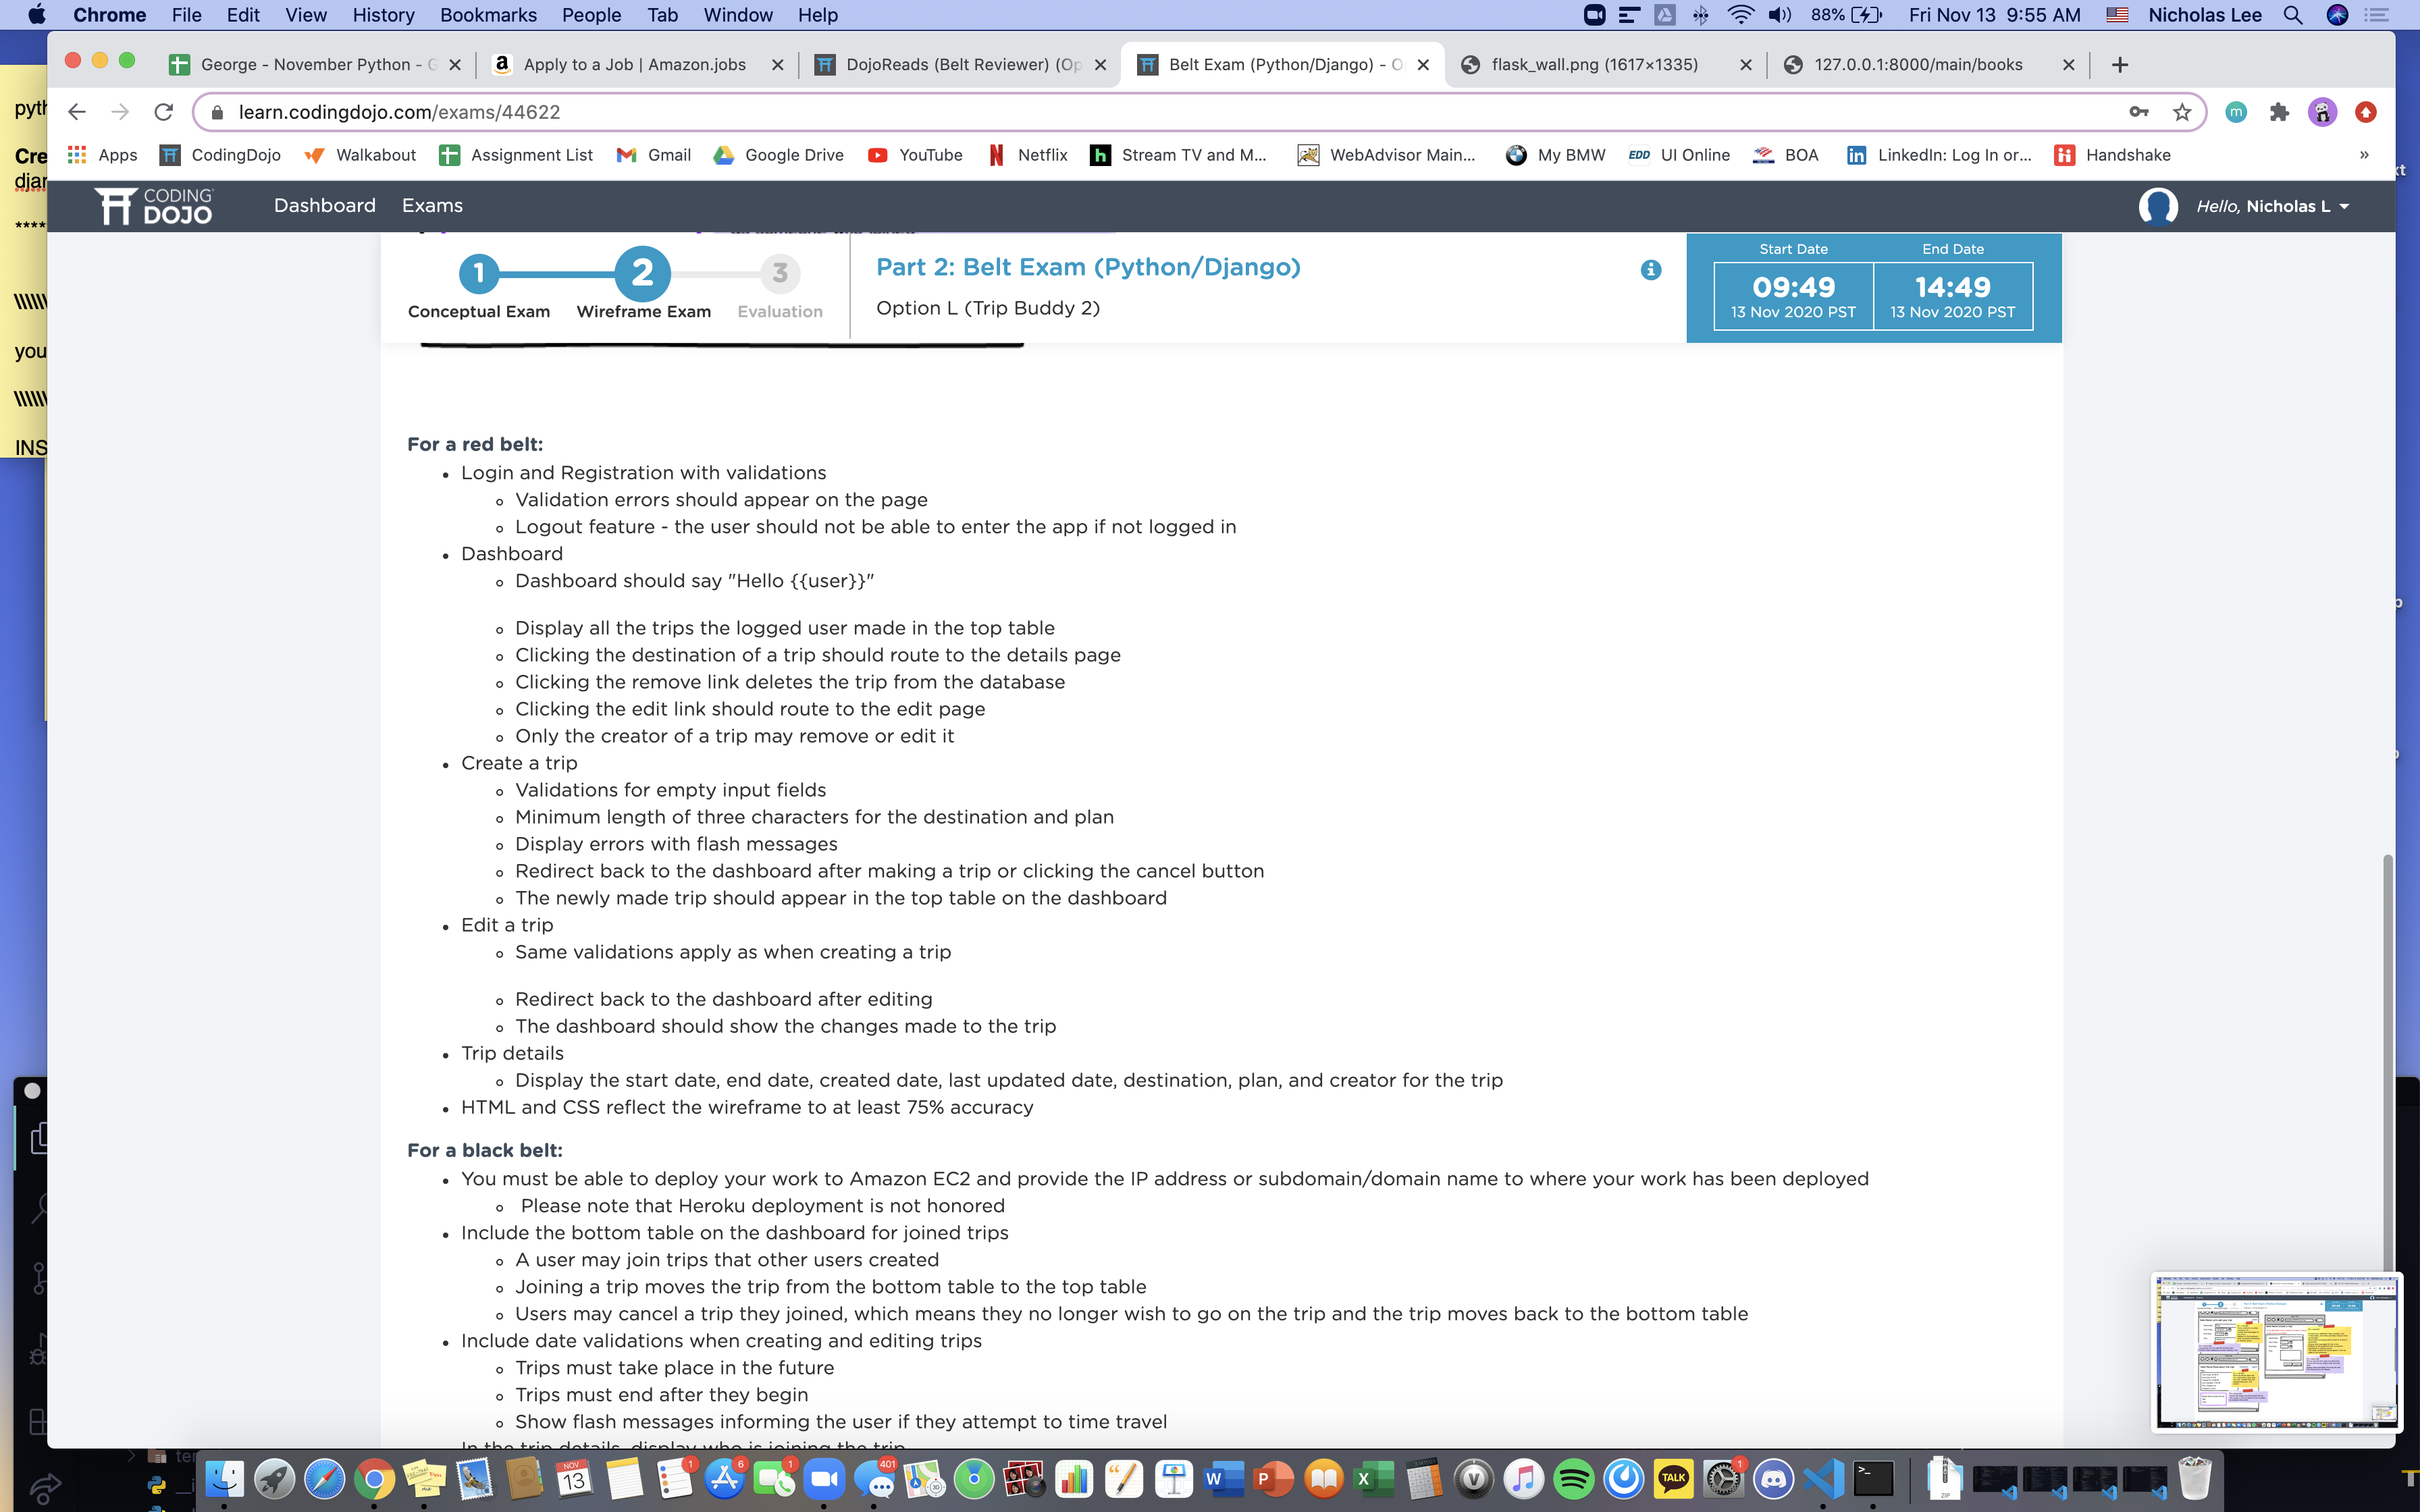 Chrome File Edit View History Bookmarks People Tab Window Help 88% Fri Nov 13 9:55 AM Nicholas Lee
George - November Python - G
Apply to a Job | Amazon.jobs
DojoReads (Belt Reviewer) (Op
Belt Exam (Python/Django) - O
flask_wall.png (1617×1335)
127.0.0.1:8000/main/books
learn.codingdojo.com/exams/44622
Apps CodingDojo Walkabout Assignment List Gmail Google Drive YouTube Netflix Stream TV and M... WebAdvisor Main... My BMW UI Online BOA LinkedIn: Log In or... Handshake »
pyth
Cre
djar
****
you
INS
CODING DOJO Dashboard Exams Hello, Nicholas L
1 2 3
Conceptual Exam Wireframe Exam Evaluation
Part 2: Belt Exam (Python/Django)
Option L (Trip Buddy 2)
Start Date End Date
09:49 14:49
13 Nov 2020 PST 13 Nov 2020 PST
For a red belt:
Login and Registration with validations
Validation errors should appear on the page
Logout feature - the user should not be able to enter the app if not logged in
Dashboard
Dashboard should say "Hello {{user}}"
Display all the trips the logged user made in the top table
Clicking the destination of a trip should route to the details page
Clicking the remove link deletes the trip from the database
Clicking the edit link should route to the edit page
Only the creator of a trip may remove or edit it
Create a trip
Validations for empty input fields
Minimum length of three characters for the destination and plan
Display errors with flash messages
Redirect back to the dashboard after making a trip or clicking the cancel button
The newly made trip should appear in the top table on the dashboard
Edit a trip
Same validations apply as when creating a trip
Redirect back to the dashboard after editing
The dashboard should show the changes made to the trip
Trip details
Display the start date, end date, created date, last updated date, destination, plan, and creator for the trip
HTML and CSS reflect the wireframe to at least 75% accuracy
For a black belt:
You must be able to deploy your work to Amazon EC2 and provide the IP address or subdomain/domain name to where your work has been deployed
Please note that Heroku deployment is not honored
Include the bottom table on the dashboard for joined trips
A user may join trips that other users created
Joining a trip moves the trip from the bottom table to the top table
Users may cancel a trip they joined, which means they no longer wish to go on the trip and the trip moves back to the bottom table
Include date validations when creating and editing trips
Trips must take place in the future
Trips must end after they begin
Show flash messages informing the user if they attempt to time travel
In the trip details, display who is joining the trip